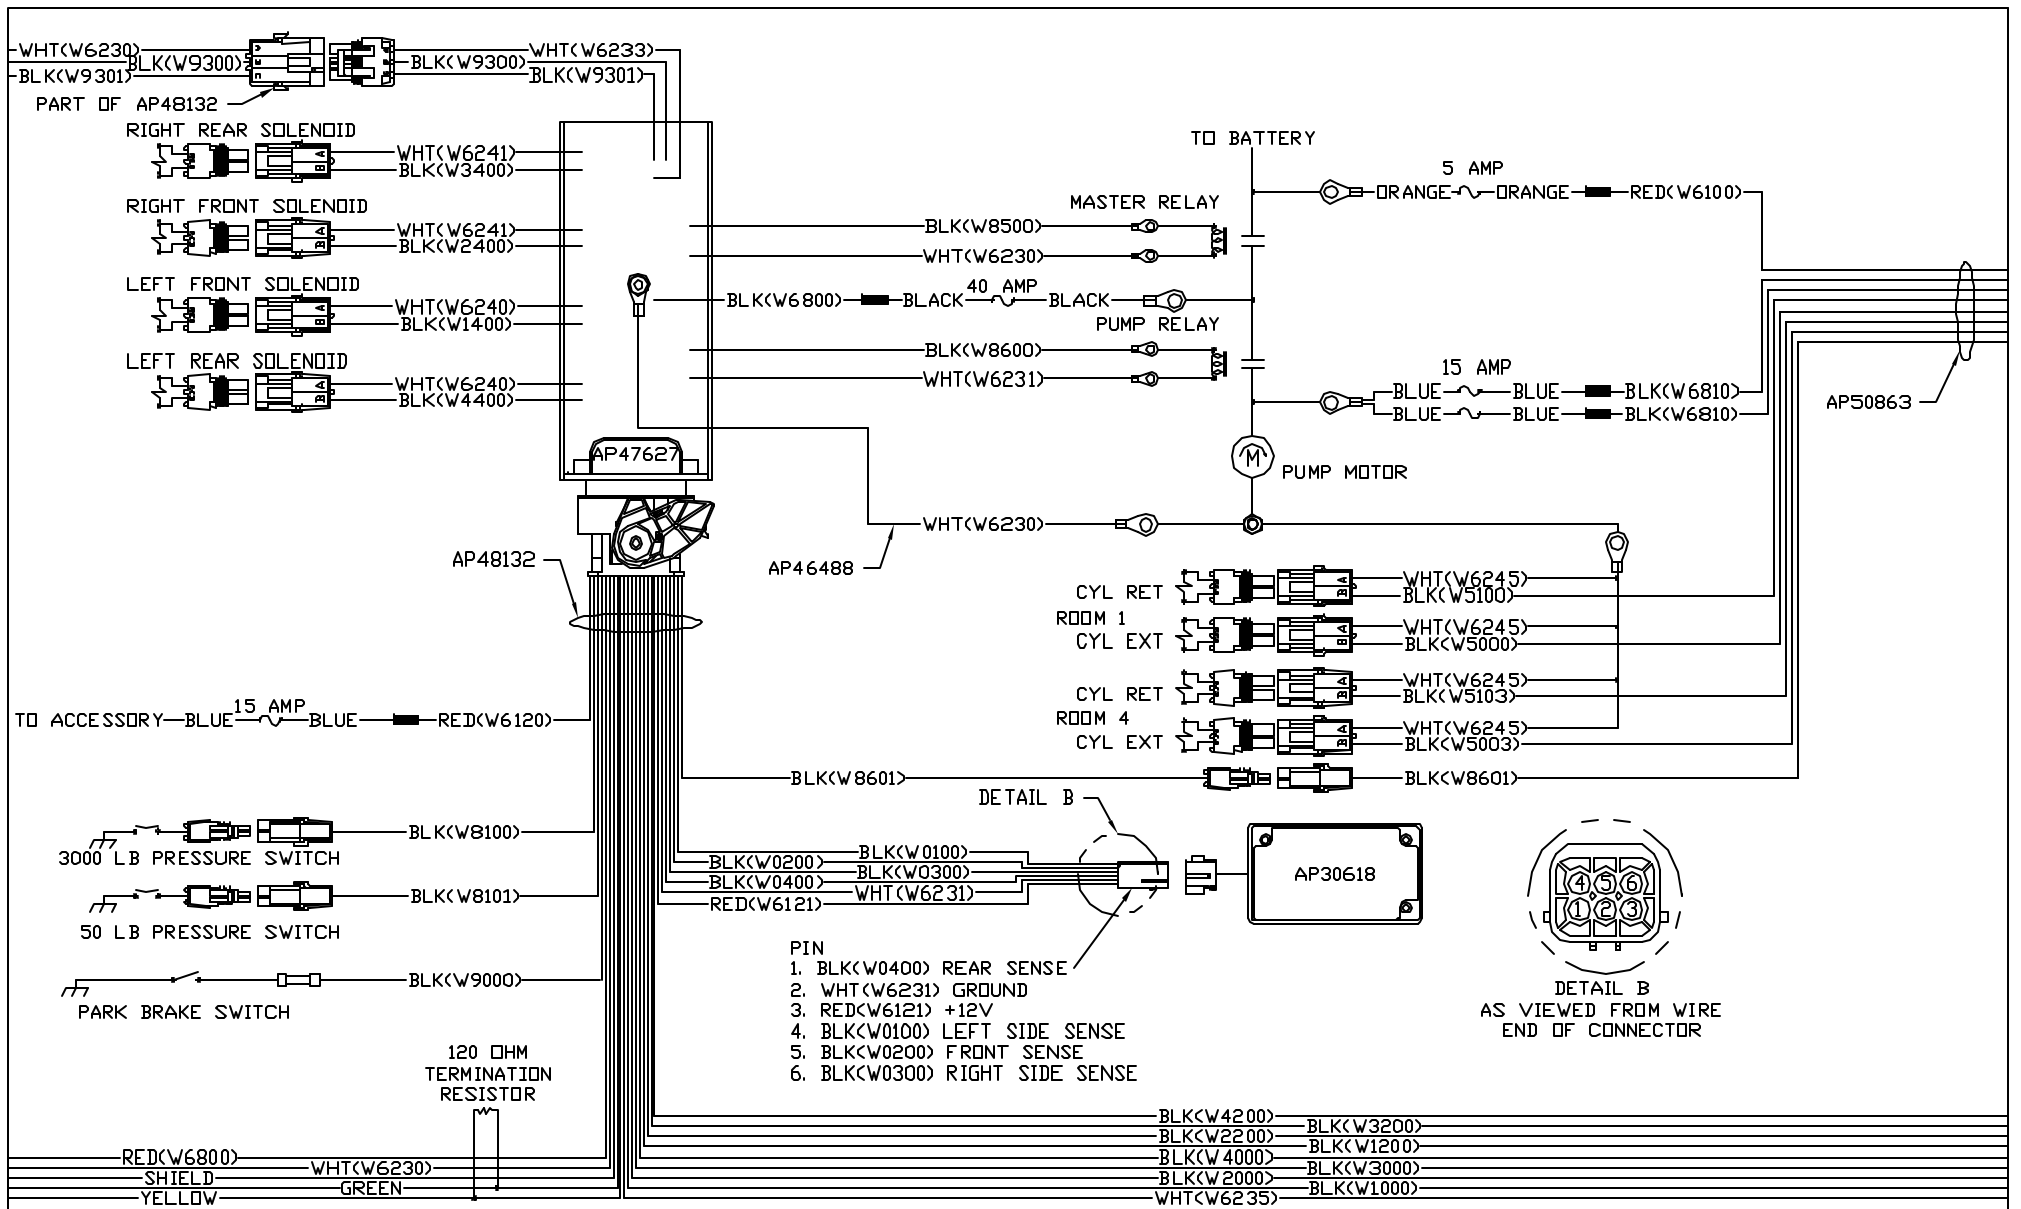 WHT(W6230)
BLK(W9300)
BLK(W9301)
PART OF AP48132
WHT(W6233)
BLK(W9300)
BLK(W9301)
RIGHT REAR SOLENOID
A
B
WHT(W6241)
BLK(W3400)
RIGHT FRONT SOLENOID
A
B
WHT(W6241)
BLK(W2400)
LEFT FRONT SOLENOID
A
B
WHT(W6240)
BLK(W1400)
LEFT REAR SOLENOID
A
B
WHT(W6240)
BLK(W4400)
AP47627
TO BATTERY
5 AMP
ORANGE ORANGE RED(W6100)
MASTER RELAY
BLK(W8500)
WHT(W6230)
40 AMP
BLK(W6800) BLACK BLACK
PUMP RELAY
BLK(W8600)
WHT(W6231)
15 AMP
BLUE BLUE BLK(W6810)
BLUE BLUE BLK(W6810)
AP50863
M
PUMP MOTOR
WHT(W6230)
AP46488
AP48132
CYL RET
A
B
WHT(W6245)
BLK(W5100)
ROOM 1
CYL EXT
A
B
WHT(W6245)
BLK(W5000)
CYL RET
A
B
WHT(W6245)
BLK(W5103)
ROOM 4
CYL EXT
A
B
WHT(W6245)
BLK(W5003)
15 AMP
TO ACCESSORY BLUE BLUE RED(W6120)
BLK(W8601) BLK(W8601)
DETAIL B
BLK(W8100)
3000 LB PRESSURE SWITCH
BLK(W8101)
50 LB PRESSURE SWITCH
BLK(W9000)
PARK BRAKE SWITCH
BLK(W0100)
BLK(W0200)
BLK(W0300)
BLK(W0400)
WHT(W6231)
RED(W6121)
AP30618
4 5 6
1 2 3
DETAIL B
AS VIEWED FROM WIRE
END OF CONNECTOR
PIN
1. BLK(W0400) REAR SENSE
2. WHT(W6231) GROUND
3. RED(W6121) +12V
4. BLK(W0100) LEFT SIDE SENSE
5. BLK(W0200) FRONT SENSE
6. BLK(W0300) RIGHT SIDE SENSE
120 OHM
TERMINATION
RESISTOR
RED(W6800)
WHT(W6230)
SHIELD
GREEN
YELLOW
BLK(W4200)
BLK(W3200)
BLK(W2200)
BLK(W1200)
BLK(W4000)
BLK(W3000)
BLK(W2000)
BLK(W1000)
WHT(W6235)